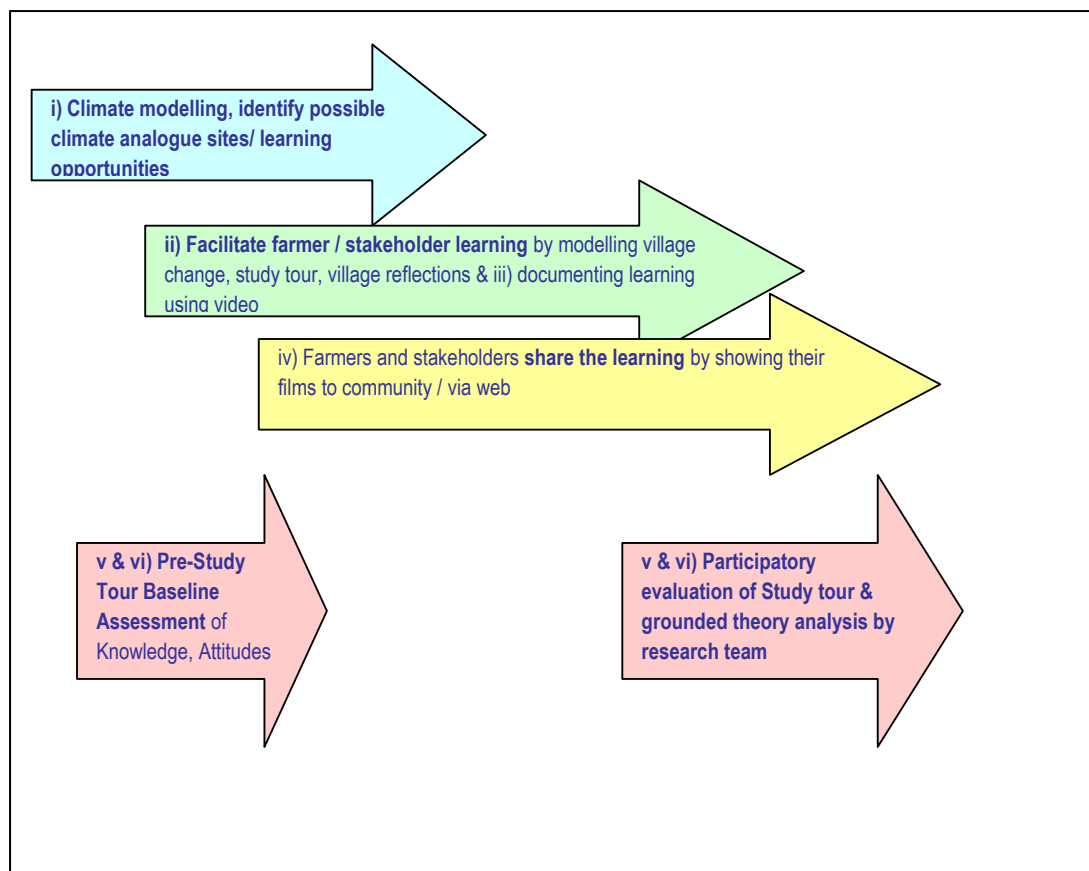 i) Climate modelling, identify possible
climate analogue sites/ learning
opportunities
ii) Facilitate farmer / stakeholder learning by modelling village
change, study tour, village reflections & iii) documenting learning
using video
iv) Farmers and stakeholders share the learning by showing their
films to community / via web
v & vi) Pre-Study
Tour Baseline
Assessment of
Knowledge, Attitudes
v & vi) Participatory
evaluation of Study tour &
grounded theory analysis by
research team